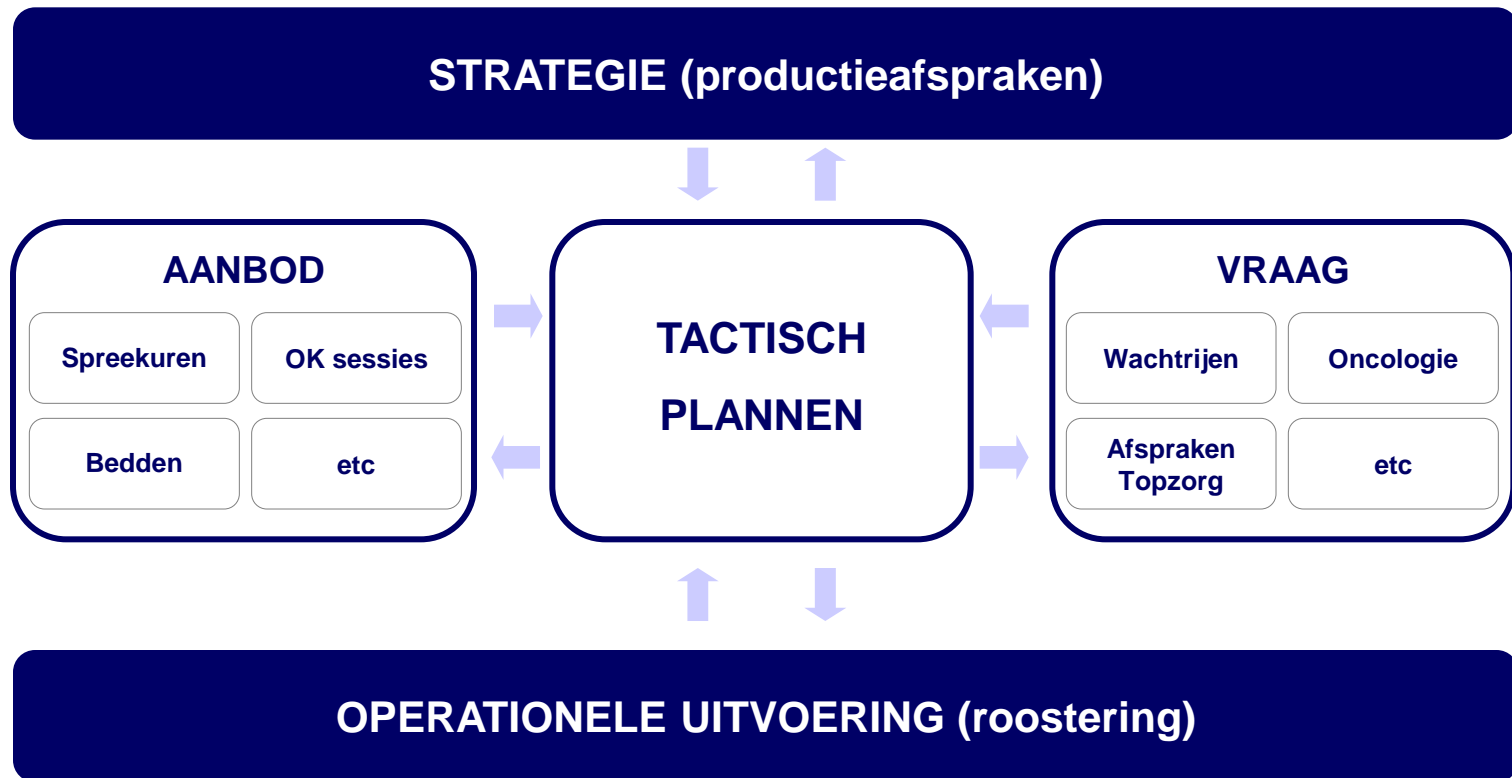 STRATEGIE (productieafspraken)
AANBOD
Spreekuren
OK sessies
Bedden
etc
TACTISCH
PLANNEN
VRAAG
Wachtrijen
Oncologie
Afspraken
Topzorg
etc
OPERATIONELE UITVOERING (roostering)